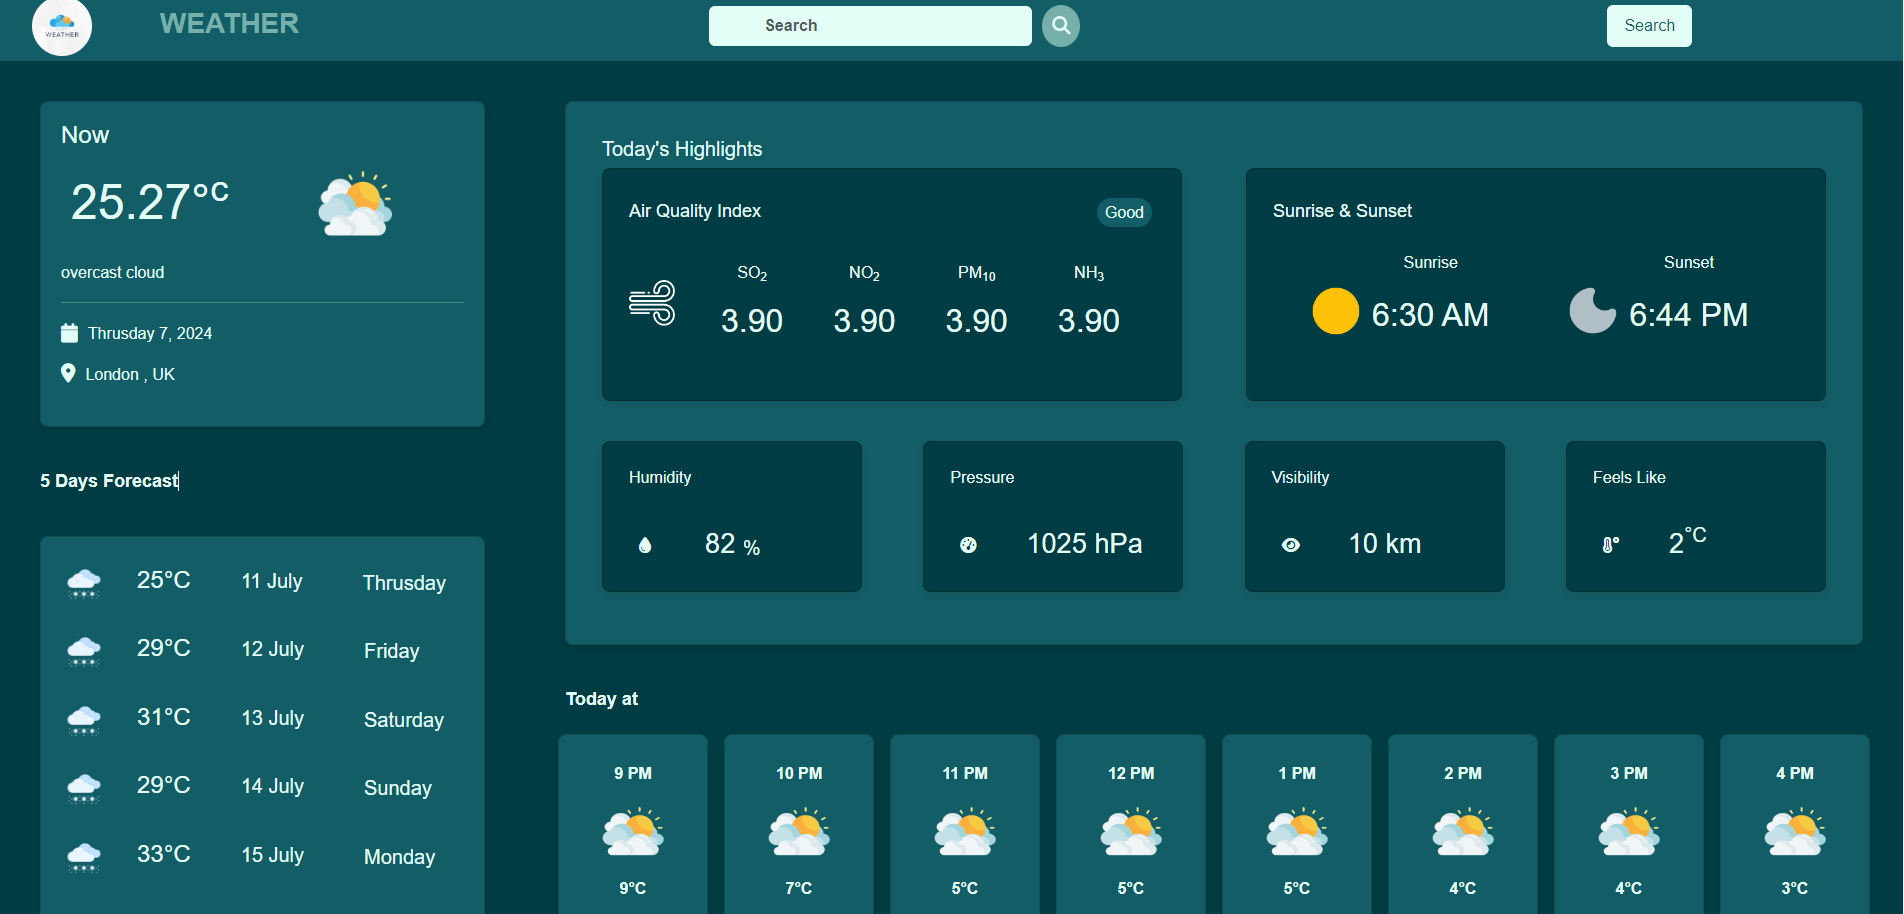 WEATHER
WEATHER
Search
Search
Now
25.27°C
overcast cloud
Thrusday 7, 2024
London , UK
5 Days Forecast
25°C 11 July Thrusday
29°C 12 July Friday
31°C 13 July Saturday
29°C 14 July Sunday
33°C 15 July Monday
Today's Highlights
Air Quality Index Good
SO₂ NO₂ PM₁₀ NH₃
3.90 3.90 3.90 3.90
Sunrise & Sunset
Sunrise Sunset
6:30 AM 6:44 PM
Humidity
82 %
Pressure
1025 hPa
Visibility
10 km
Feels Like
2°C
Today at
9 PM 10 PM 11 PM 12 PM 1 PM 2 PM 3 PM 4 PM
9°C 7°C 5°C 5°C 5°C 4°C 4°C 3°C